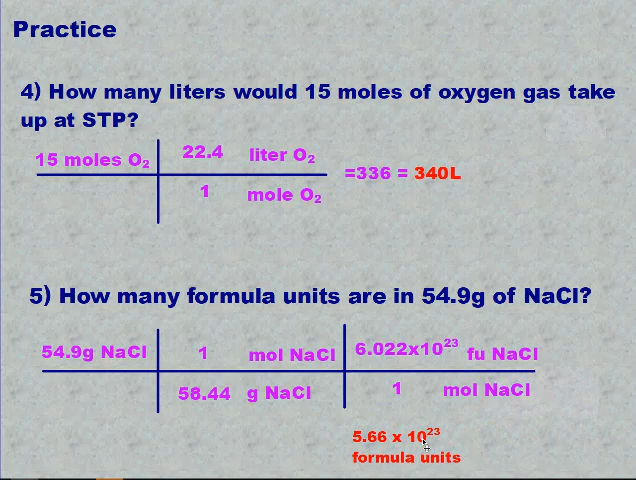 Practice
4) How many liters would 15 moles of oxygen gas take
up at STP?
15 moles O₂ 22.4 liter O₂
=336 = 340L
1 mole O₂
5) How many formula units are in 54.9g of NaCl?
54.9g NaCl 1 mol NaCl 6.022x10²³ fu NaCl
58.44 g NaCl 1 mol NaCl
5.66 x 10²³
formula units